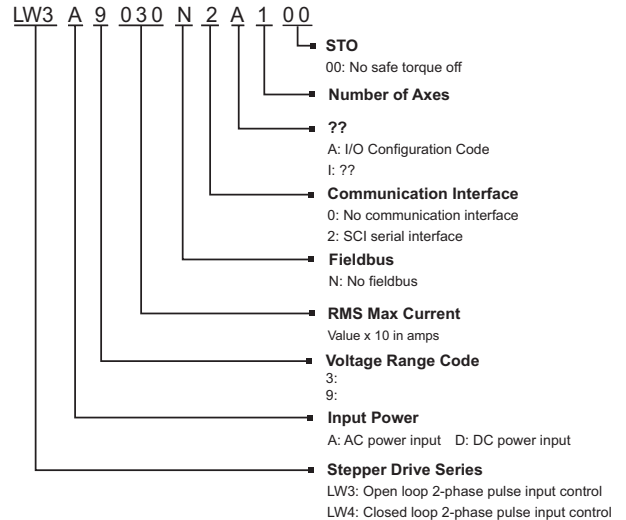 LW3 A 9 030 N 2 A 1 00
STO
00: No safe torque off
Number of Axes
??
A: I/O Configuration Code
I: ??
Communication Interface
0: No communication interface
2: SCI serial interface
Fieldbus
N: No fieldbus
RMS Max Current
Value x 10 in amps
Voltage Range Code
3:
9:
Input Power
A: AC power input D: DC power input
Stepper Drive Series
LW3: Open loop 2-phase pulse input control
LW4: Closed loop 2-phase pulse input control